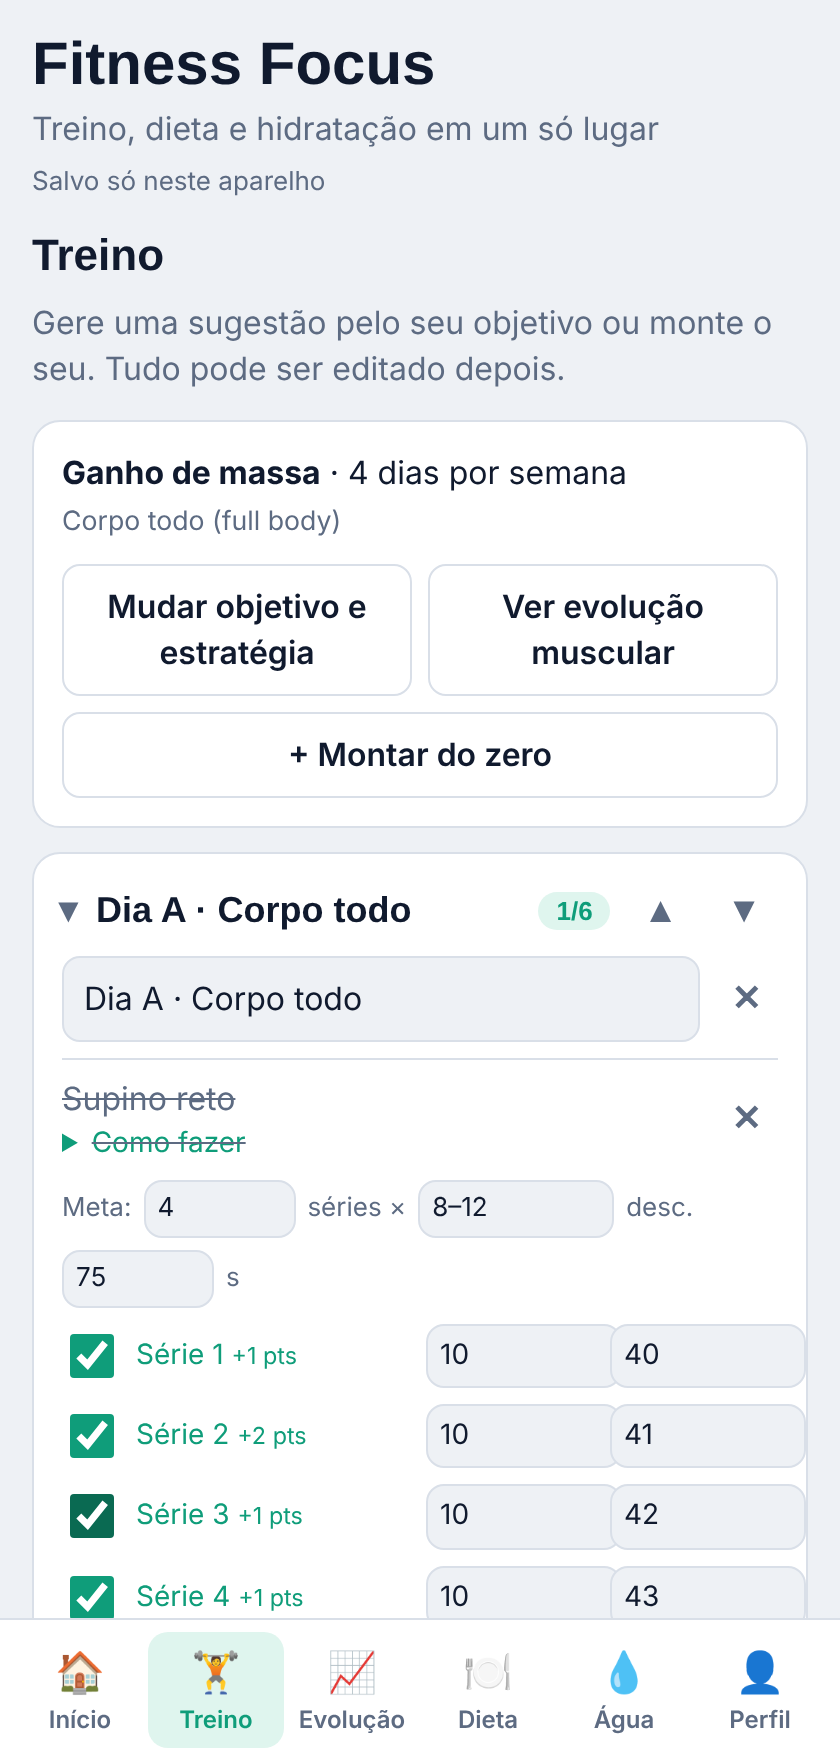 Fitness Focus
Treino, dieta e hidratação em um só lugar
Salvo só neste aparelho
Treino
Gere uma sugestão pelo seu objetivo ou monte o
seu. Tudo pode ser editado depois.
Ganho de massa · 4 dias por semana
Corpo todo (full body)
Mudar objetivo e
estratégia
Ver evolução
muscular
+ Montar do zero
▼ Dia A · Corpo todo 1/6 ▲ ▼
Dia A · Corpo todo ✕
Supino reto ✕
▶ Como fazer
Meta: 4 séries × 8–12 desc.
75 s
Série 1 +1 pts 10 40
Série 2 +2 pts 10 41
Série 3 +1 pts 10 42
Série 4 +1 pts 10 43
Início Treino Evolução Dieta Água Perfil